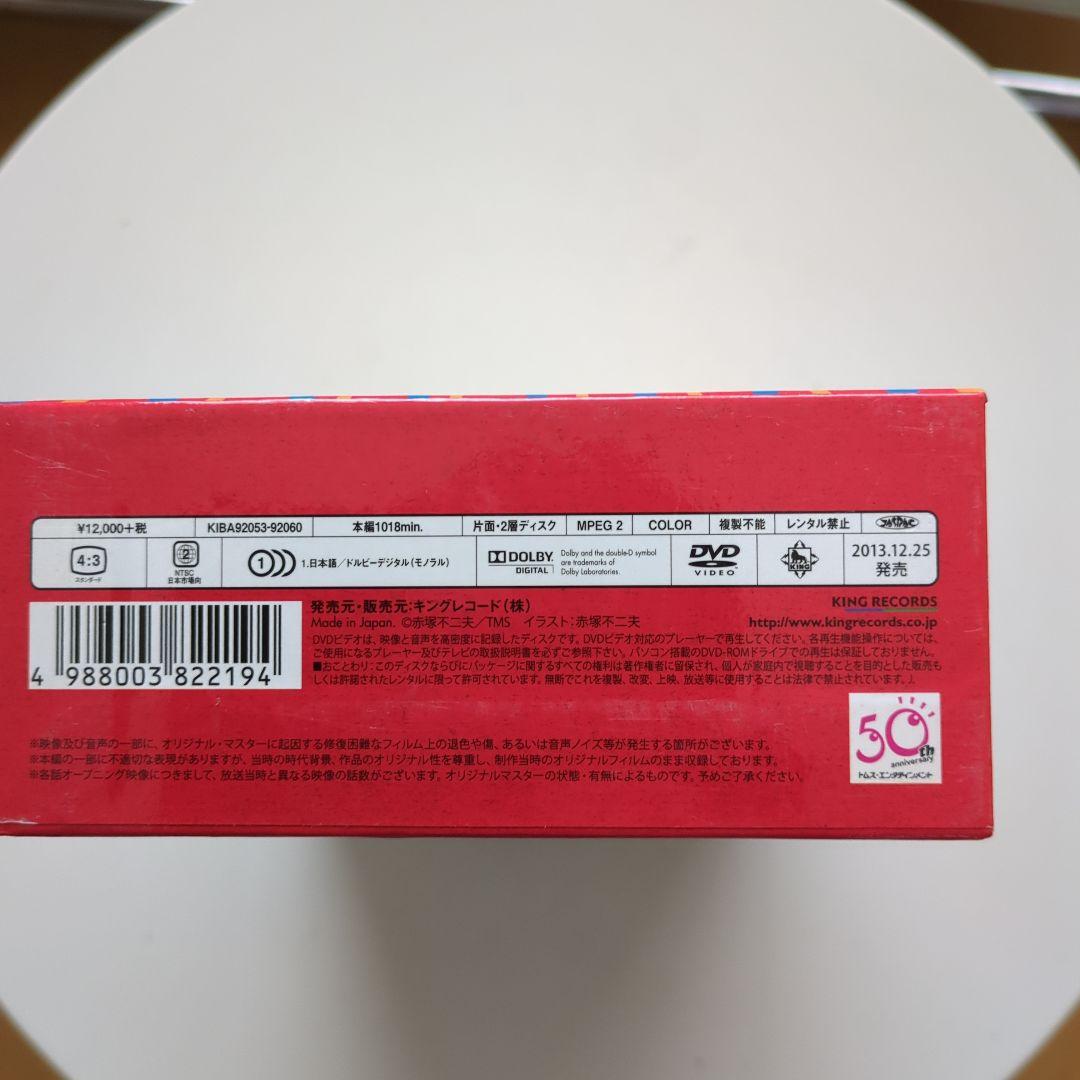 ¥12,000+税 KIBA92053-92060 本編1018min. 片面・2層ディスク MPEG 2 COLOR 複製不能 レンタル禁止
4:3 スタンダード
2 NTSC 日本市場向
1 1.日本語/ドルビーデジタル(モノラル)
DOLBY DIGITAL
Dolby and the double-D symbol
are trademarks of
Dolby Laboratories.
DVD VIDEO
KING
2013.12.25
発売
4 988003 822194
発売元・販売元:キングレコード(株)
Made in Japan. ©赤塚不二夫/TMS イラスト:赤塚不二夫
KING RECORDS
http://www.kingrecords.co.jp
DVDビデオは、映像と音声を高密度に記録したディスクです。DVDビデオ対応のプレーヤーで再生してください。各再生機能操作については、
ご使用になるプレーヤー及びテレビの取扱説明書を必ずご参照下さい。パソコン搭載のDVD-ROMドライブでの再生は保証しておりません。
■おことわり:このディスクならびにパッケージに関するすべての権利は著作権者に留保され、個人が家庭内で視聴することを目的とした販売も
しくは許諾されたレンタルに限って許可されています。無断でこれを複製、改変、上映、放送等に使用することは法律で禁止されています。J
※映像及び音声の一部に、オリジナル・マスターに起因する修復困難なフィルム上の退色や傷、あるいは音声ノイズ等が発生する箇所がございます。
※本編の一部に不適切な表現がありますが、当時の時代背景、作品のオリジナル性を尊重し、制作当時のオリジナルフィルムのまま収録しております。
※各話オープニング映像につきまして、放送当時と異なる映像の話数がございます。オリジナルマスターの状態・有無によるものです。予めご了承ください。
50th
anniversary
トムス・エンタテインメント